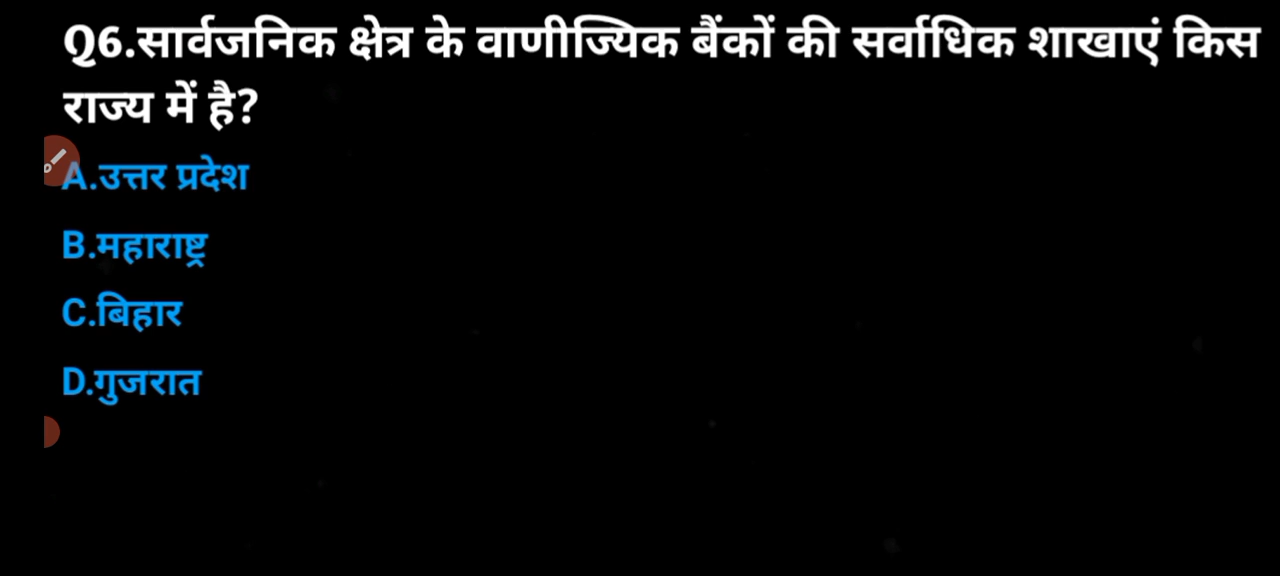 Q6.सार्वजनिक क्षेत्र के वाणीज्यिक बैंकों की सर्वाधिक शाखाएं किस
राज्य में है?
A.उत्तर प्रदेश
B.महाराष्ट्र
C.बिहार
D.गुजरात